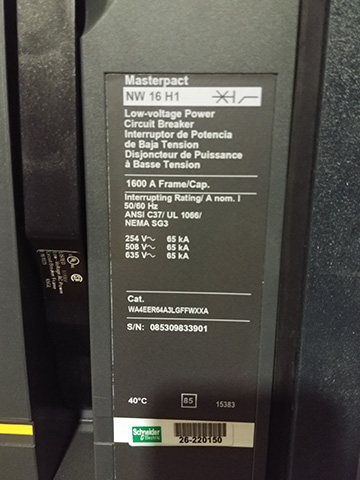 Masterpact
NW 16 H1
Low-voltage Power
Circuit Breaker
Interruptor de Potencia
de Baja Tension
Disjoncteur de Puissance
à Basse Tension
1600 A Frame/Cap.
Interrupting Rating/ A nom. I
50/60 Hz
ANSI C37/ UL 1066/
NEMA SG3
254 V~ 65 kA
508 V~ 65 kA
635 V~ 65 kA
Cat.
WA4EER64A3LGFFWXXA
S/N: 085309833901
40°C 85 15383
Schneider
Electric
26-220150